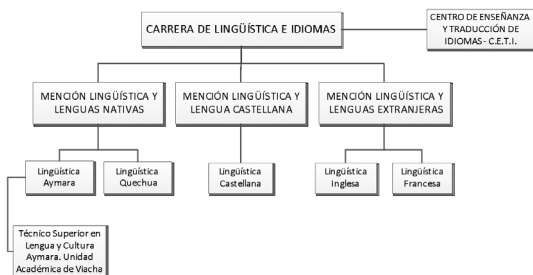 CARRERA DE LINGÜÍSTICA E IDIOMAS
CENTRO DE ENSEÑANZA
Y TRADUCCIÓN DE
IDIOMAS - C.E.T.I.
MENCIÓN LINGÜÍSTICA Y
LENGUAS NATIVAS
MENCIÓN LINGÜÍSTICA Y
LENGUA CASTELLANA
MENCIÓN LINGÜÍSTICA Y
LENGUAS EXTRANJERAS
Lingüística
Aymara
Lingüística
Quechua
Lingüística
Castellana
Lingüística
Inglesa
Lingüística
Francesa
Técnico Superior en
Lengua y Cultura
Aymara. Unidad
Académica de Viacha